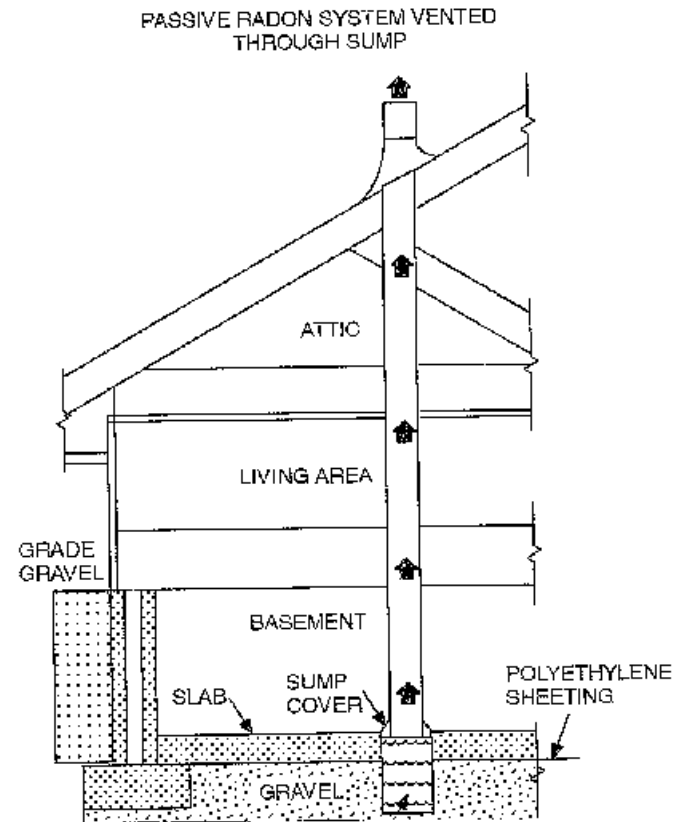 PASSIVE RADON SYSTEM VENTED
THROUGH SUMP
ATTIC
LIVING AREA
GRADE
GRAVEL
BASEMENT
SLAB
SUMP
COVER
POLYETHYLENE
SHEETING
GRAVEL